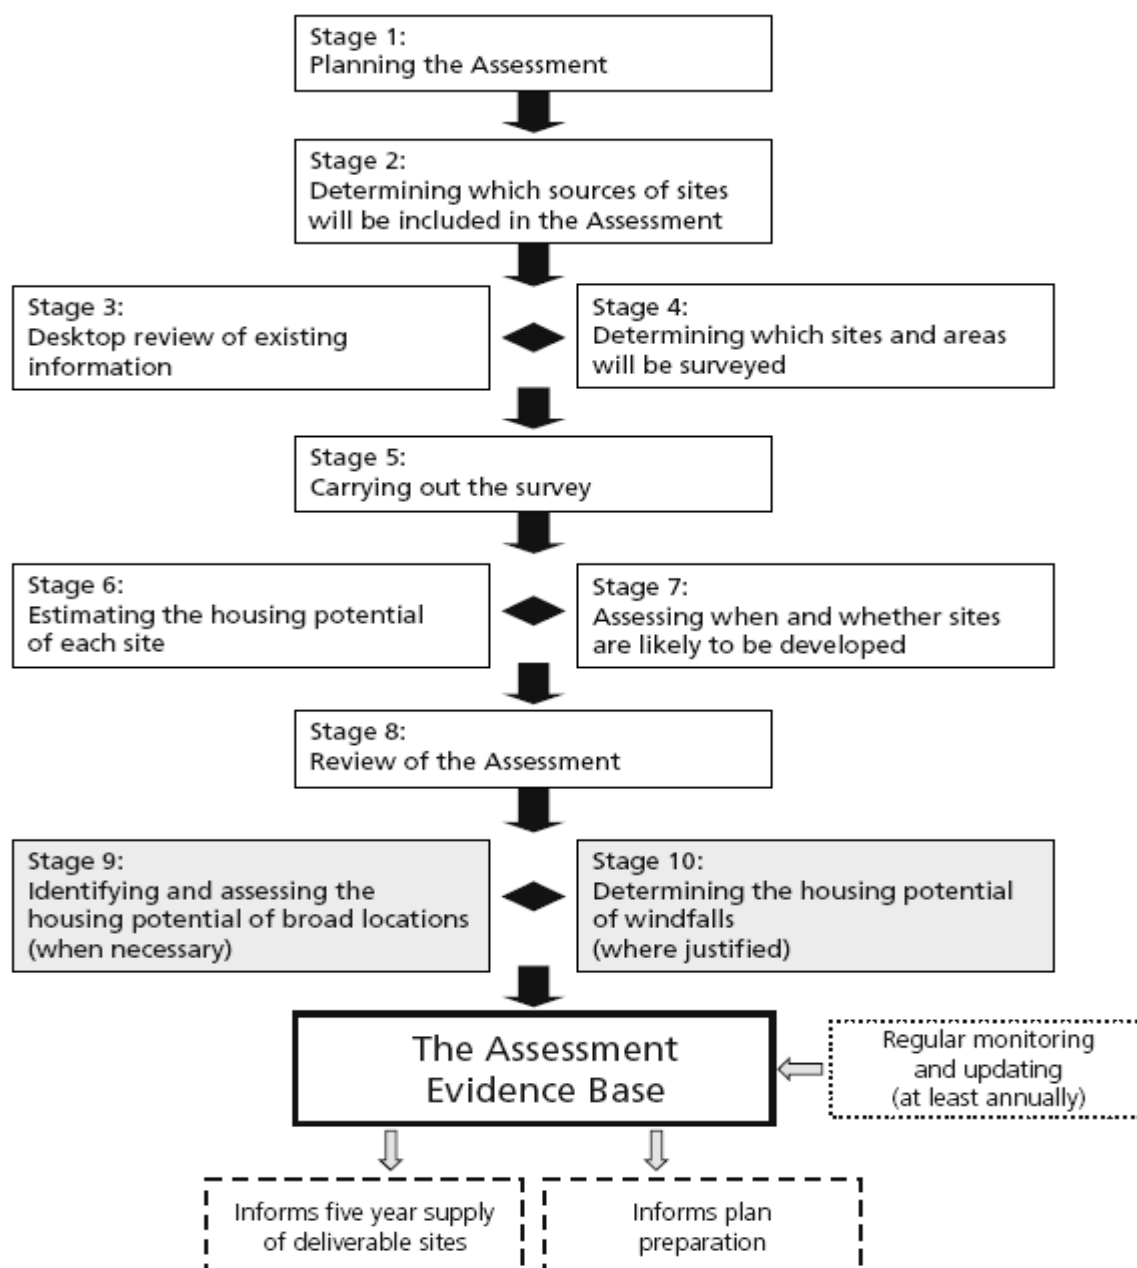 Stage 1:
Planning the Assessment
Stage 2:
Determining which sources of sites
will be included in the Assessment
Stage 3:
Desktop review of existing
information
Stage 4:
Determining which sites and areas
will be surveyed
Stage 5:
Carrying out the survey
Stage 6:
Estimating the housing potential
of each site
Stage 7:
Assessing when and whether sites
are likely to be developed
Stage 8:
Review of the Assessment
Stage 9:
Identifying and assessing the
housing potential of broad locations
(when necessary)
Stage 10:
Determining the housing potential
of windfalls
(where justified)
The Assessment
Evidence Base
Regular monitoring
and updating
(at least annually)
Informs five year supply
of deliverable sites
Informs plan
preparation